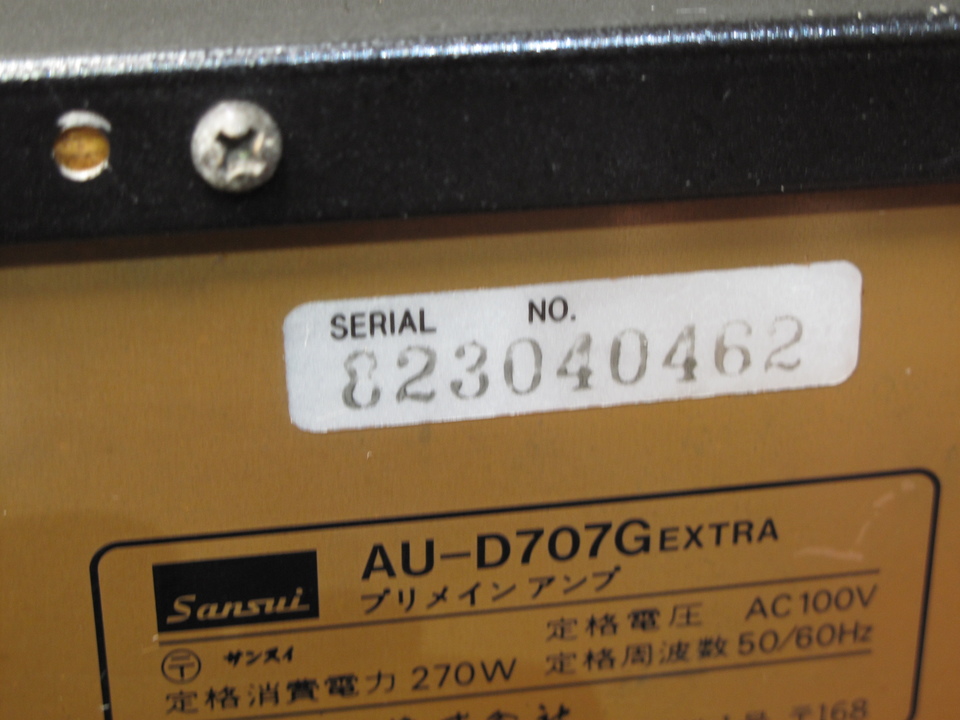 SERIAL NO.
823040462
Sansui
AU-D707G EXTRA
プリメインアンプ
〒 サンスイ
定格電圧 AC100V
定格消費電力 270W
定格周波数 50/60Hz
〒168